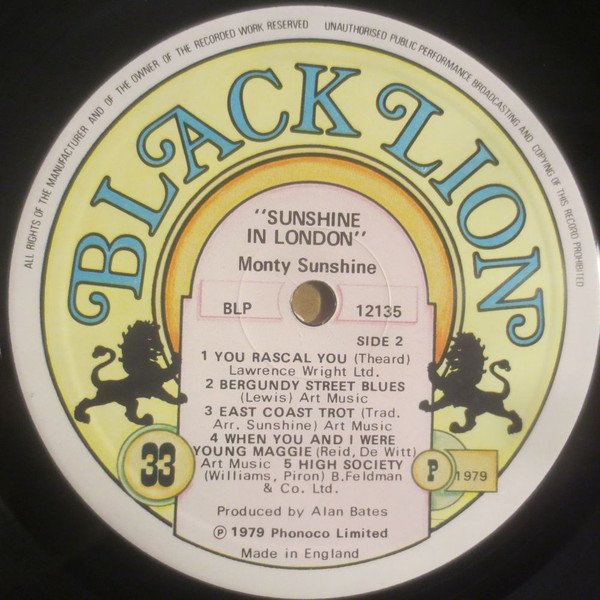 ALL RIGHTS OF THE MANUFACTURER AND OF THE OWNER OF THE RECORDED WORK RESERVED UNAUTHORISED PUBLIC PERFORMANCE BROADCASTING AND COPYING OF THIS RECORD PROHIBITED
BLACK LION
"SUNSHINE
IN LONDON"
Monty Sunshine
BLP 12135
SIDE 2
1 YOU RASCAL YOU (Theard)
Lawrence Wright Ltd.
2 BERGUNDY STREET BLUES
(Lewis) Art Music
3 EAST COAST TROT (Trad.
Arr. Sunshine) Art Music
4 WHEN YOU AND I WERE
YOUNG MAGGIE (Reid, De Witt)
Art Music 5 HIGH SOCIETY
(Williams, Piron) B.Feldman
& Co. Ltd.
33
P 1979
Produced by Alan Bates
℗ 1979 Phonoco Limited
Made in England